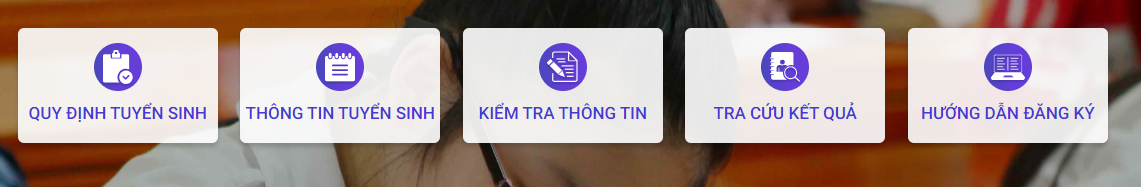 QUY ĐỊNH TUYỂN SINH
THÔNG TIN TUYỂN SINH
KIỂM TRA THÔNG TIN
TRA CỨU KẾT QUẢ
HƯỚNG DẪN ĐĂNG KÝ